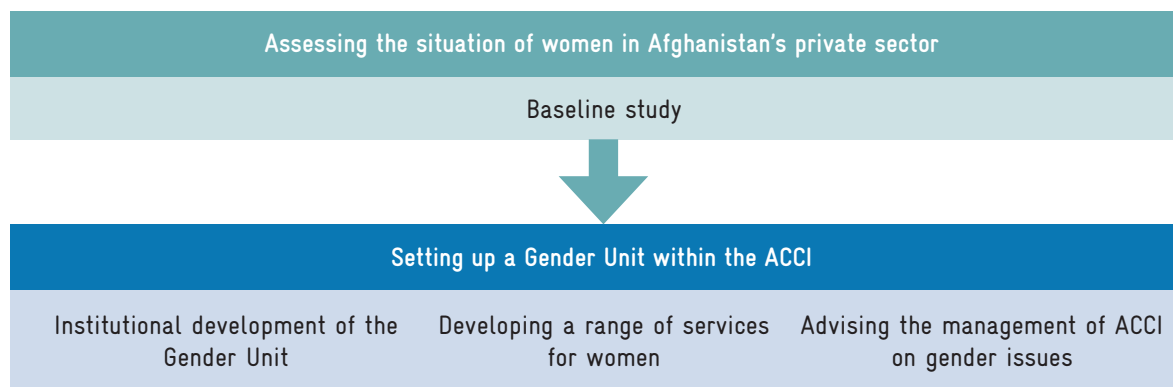 Assessing the situation of women in Afghanistan's private sector
Baseline study
Setting up a Gender Unit within the ACCI
Institutional development of the
Gender Unit
Developing a range of services
for women
Advising the management of ACCI
on gender issues